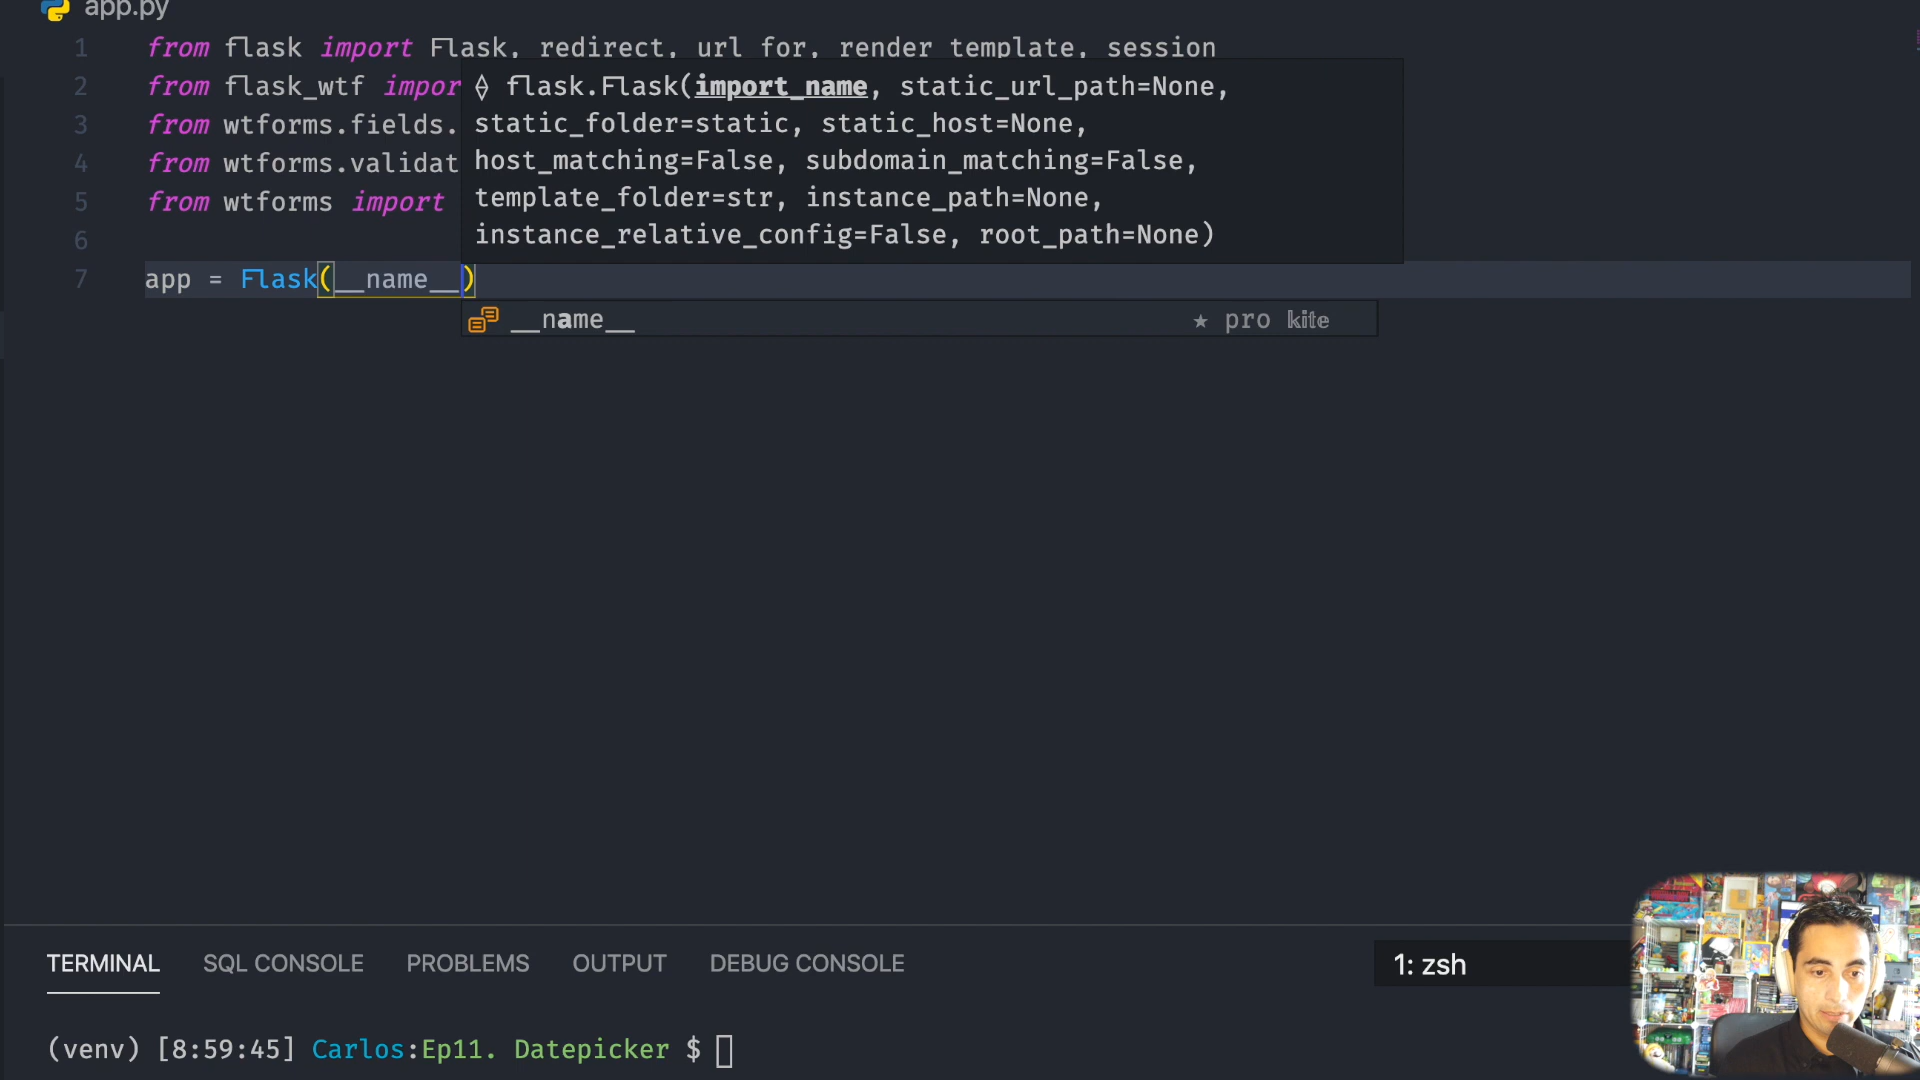 app.py
1 from flask import Flask, redirect, url_for, render_template, session
2 from flask_wtf impor
flask.Flask(import_name, static_url_path=None,
static_folder=static, static_host=None,
host_matching=False, subdomain_matching=False,
template_folder=str, instance_path=None,
instance_relative_config=False, root_path=None)
3 from wtforms.fields.
4 from wtforms.validat
5 from wtforms import
6
7 app = Flask(__name__)
__name__ ★ pro kite
TERMINAL SQL CONSOLE PROBLEMS OUTPUT DEBUG CONSOLE 1: zsh
(venv) [8:59:45] Carlos:Ep11. Datepicker $